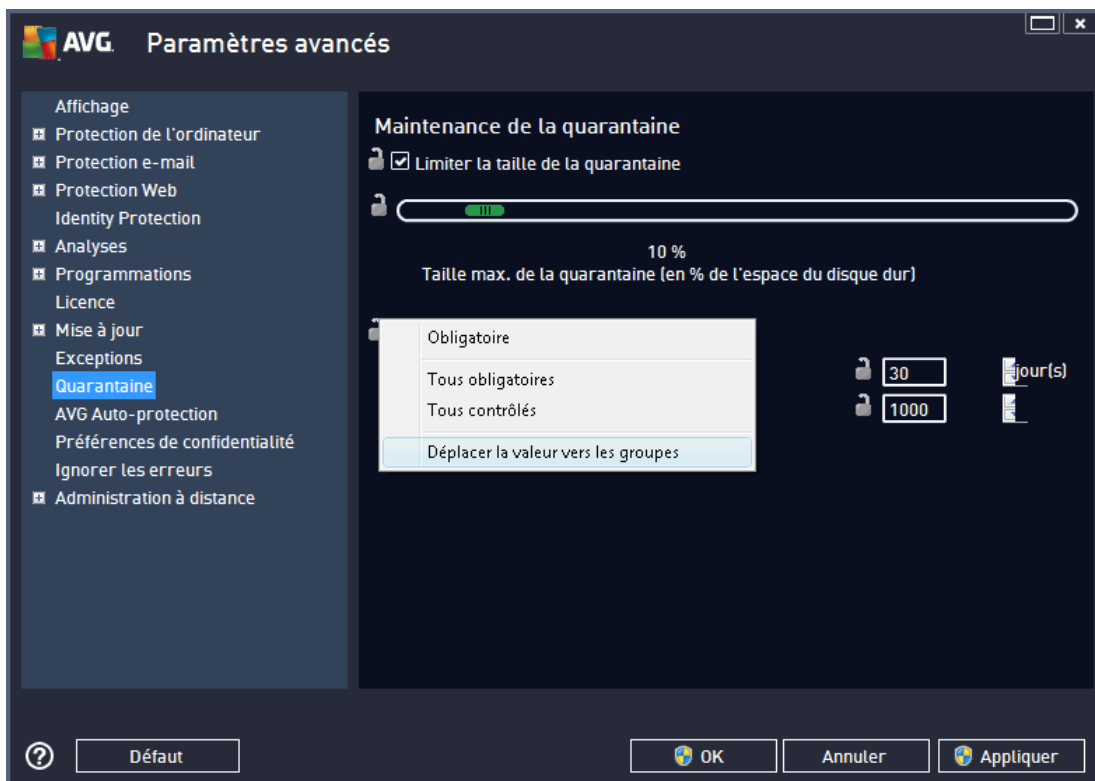 AVG. Paramètres avancés
Affichage
Protection de l'ordinateur
Protection e-mail
Protection Web
Identity Protection
Analyses
Programmations
Licence
Mise à jour
Exceptions
Quarantaine
AVG Auto-protection
Préférences de confidentialité
Ignorer les erreurs
Administration à distance
Maintenance de la quarantaine
Limiter la taille de la quarantaine
10 %
Taille max. de la quarantaine (en % de l'espace du disque dur)
Obligatoire
Tous obligatoires
Tous contrôlés
Déplacer la valeur vers les groupes
30 jour(s)
1000
Défaut
OK
Annuler
Appliquer